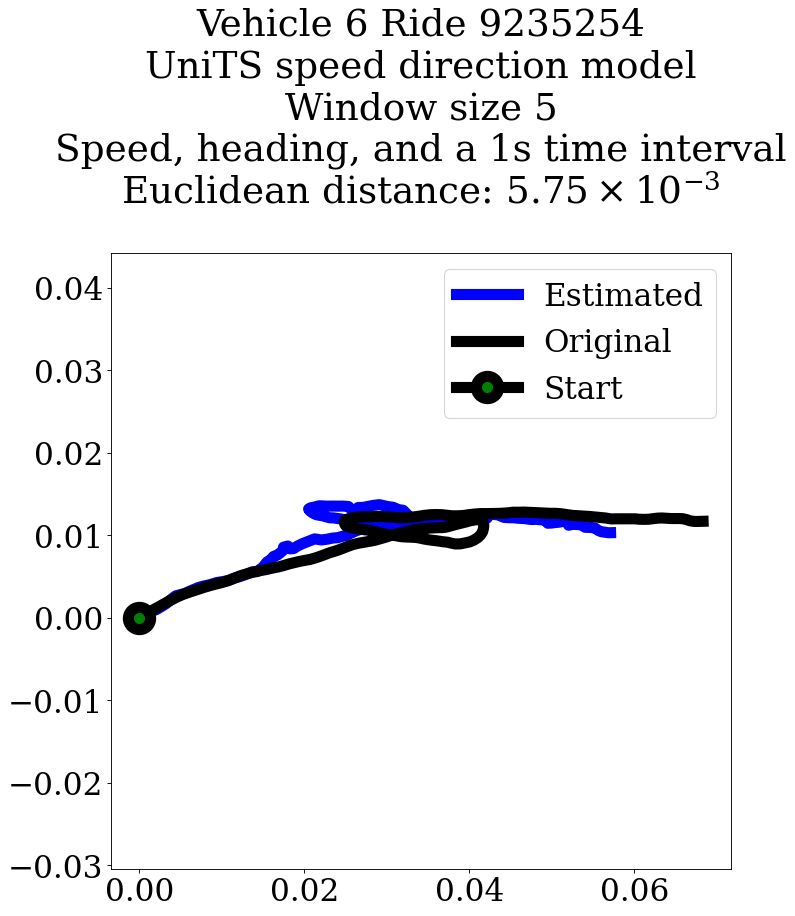 Vehicle 6 Ride 9235254
UniTS speed direction model
Window size 5
Speed, heading, and a 1s time interval
Euclidean distance: 5.75 × 10⁻³
Estimated
Original
Start
0.04
0.03
0.02
0.01
0.00
−0.01
−0.02
−0.03
0.00 0.02 0.04 0.06